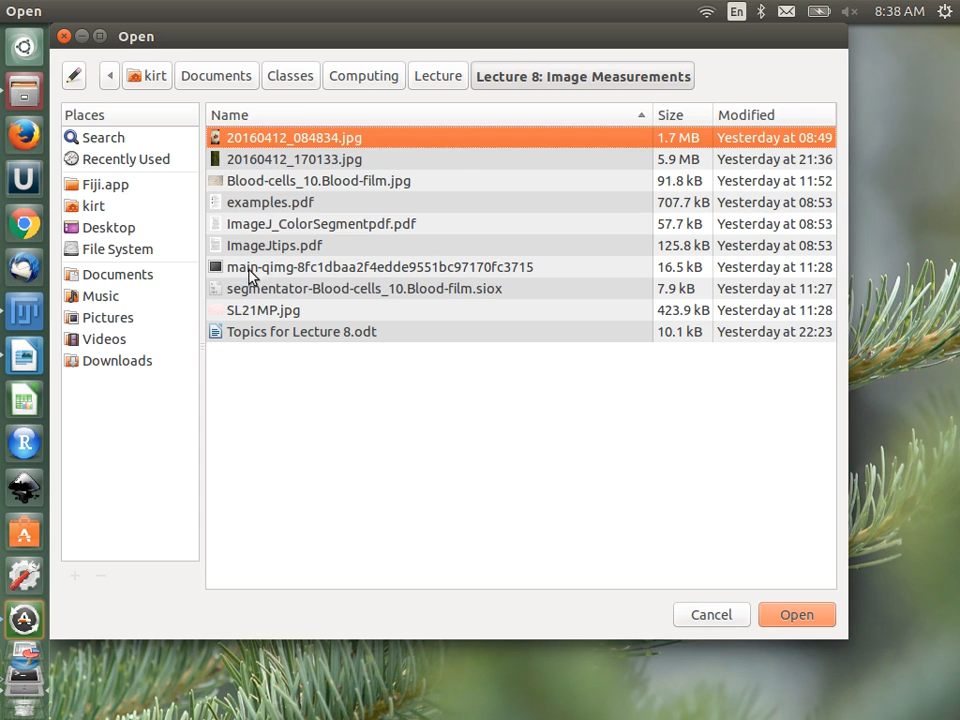 Open
En
8:38 AM
Open
kirt
Documents
Classes
Computing
Lecture
Lecture 8: Image Measurements
Places
Search
Recently Used
Fiji.app
kirt
Desktop
File System
Documents
Music
Pictures
Videos
Downloads
Name Size Modified
20160412_084834.jpg 1.7 MB Yesterday at 08:49
20160412_170133.jpg 5.9 MB Yesterday at 21:36
Blood-cells_10.Blood-film.jpg 91.8 kB Yesterday at 11:52
examples.pdf 707.7 kB Yesterday at 08:53
ImageJ_ColorSegmentpdf.pdf 57.7 kB Yesterday at 08:53
ImageJtips.pdf 125.8 kB Yesterday at 08:53
main-qimg-8fc1dbaa2f4edde9551bc97170fc3715 16.5 kB Yesterday at 11:28
segmentator-Blood-cells_10.Blood-film.siox 7.9 kB Yesterday at 11:27
SL21MP.jpg 423.9 kB Yesterday at 11:28
Topics for Lecture 8.odt 10.1 kB Yesterday at 22:23
Cancel
Open